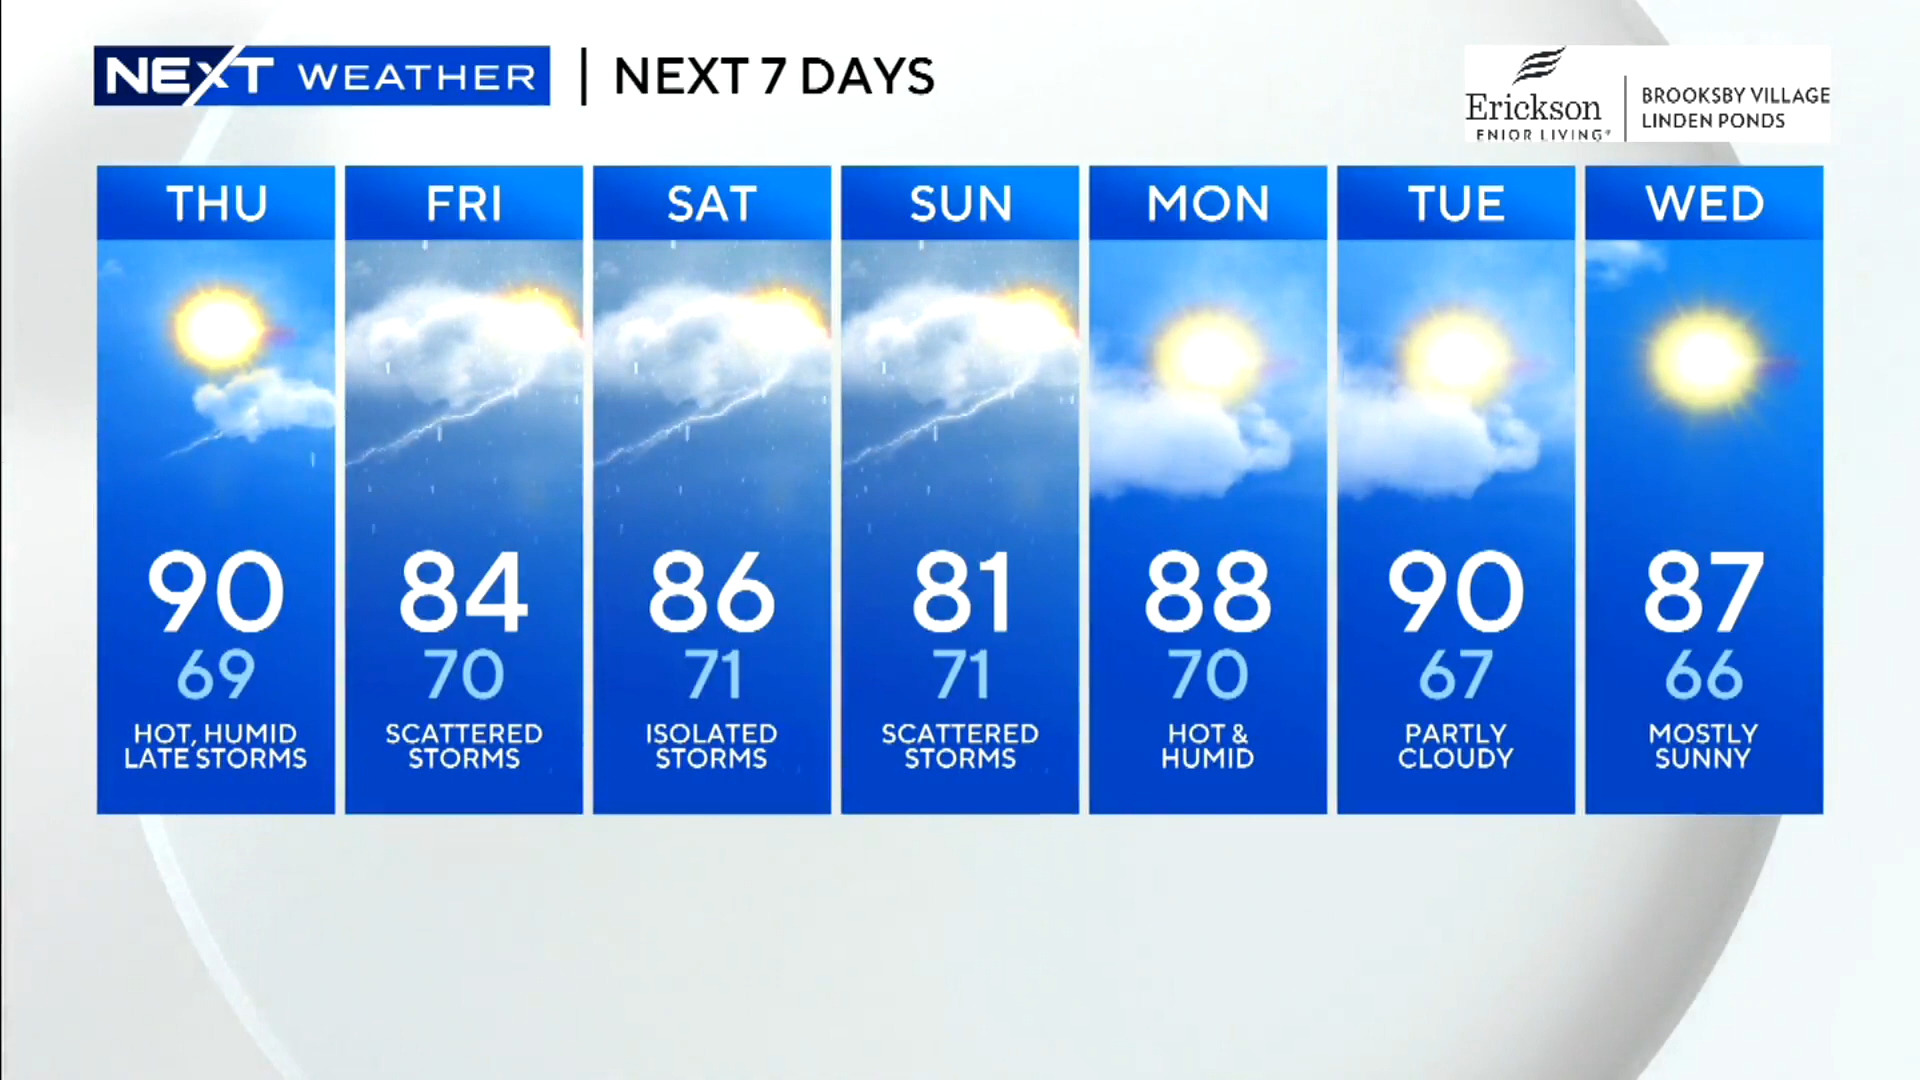 NEXT WEATHER | NEXT 7 DAYS
Erickson
ENIOR LIVING®
BROOKSBY VILLAGE
LINDEN PONDS
THU
90
69
HOT, HUMID
LATE STORMS
FRI
84
70
SCATTERED
STORMS
SAT
86
71
ISOLATED
STORMS
SUN
81
71
SCATTERED
STORMS
MON
88
70
HOT &
HUMID
TUE
90
67
PARTLY
CLOUDY
WED
87
66
MOSTLY
SUNNY